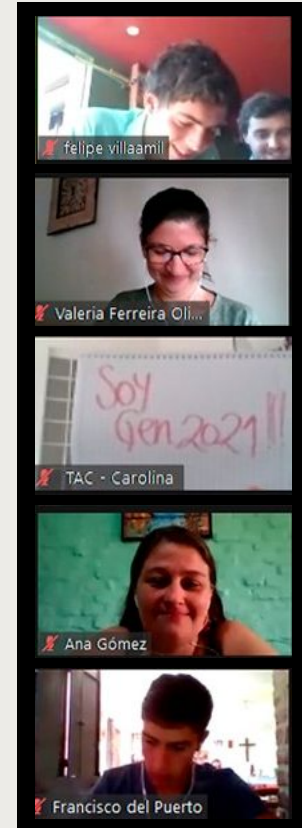 felipe villaamil
Valeria Ferreira Oli...
Soy
Gen2021!!!
TAC - Carolina
Ana Gómez
Francisco del Puerto